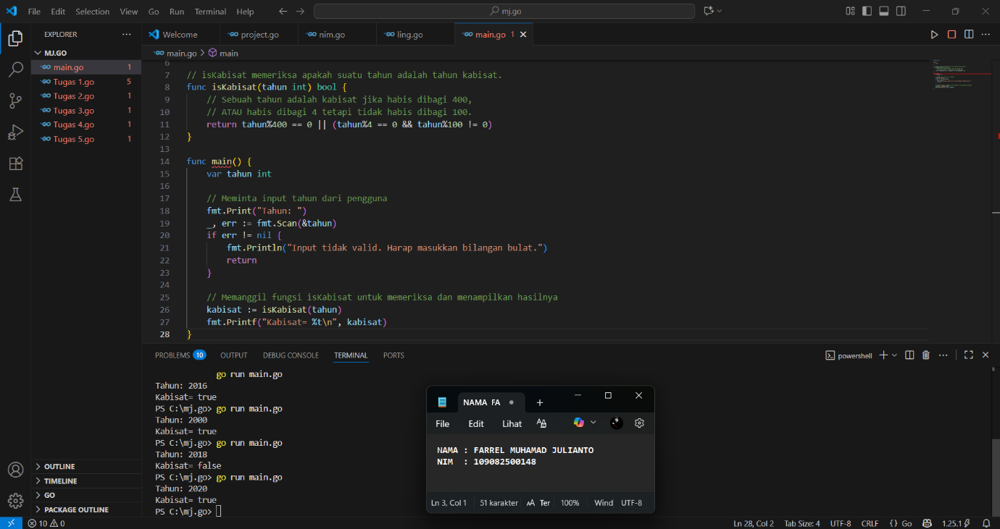 File Edit Selection View Go Run Terminal Help
mj.go
EXPLORER
Welcome
project.go
nim.go
ling.go
main.go 1
MJ.GO
main.go > main
main.go 1
Tugas 1.go 5
Tugas 2.go 1
Tugas 3.go 1
Tugas 4.go 1
Tugas 5.go 1
6
7 // isKabisat memeriksa apakah suatu tahun adalah tahun kabisat.
8 func isKabisat(tahun int) bool {
9 // Sebuah tahun adalah kabisat jika habis dibagi 400,
10 // ATAU habis dibagi 4 tetapi tidak habis dibagi 100.
11 return tahun%400 == 0 || (tahun%4 == 0 && tahun%100 != 0)
12 }
13
14 func main() {
15 var tahun int
16
17 // Meminta input tahun dari pengguna
18 fmt.Print("Tahun: ")
19 _, err := fmt.Scan(&tahun)
20 if err != nil {
21 fmt.Println("Input tidak valid. Harap masukkan bilangan bulat.")
22 return
23 }
24
25 // Memanggil fungsi isKabisat untuk memeriksa dan menampilkan hasilnya
26 kabisat := isKabisat(tahun)
27 fmt.Printf("Kabisat= %t\n", kabisat)
28 }
PROBLEMS 10 OUTPUT DEBUG CONSOLE TERMINAL PORTS
powershell
go run main.go
Tahun: 2016
Kabisat= true
PS C:\mj.go> go run main.go
Tahun: 2000
Kabisat= true
PS C:\mj.go> go run main.go
Tahun: 2018
Kabisat= false
PS C:\mj.go> go run main.go
Tahun: 2020
Kabisat= true
PS C:\mj.go>
NAMA FA
File Edit Lihat
NAMA : FARREL MUHAMAD JULIANTO
NIM : 109082500148
Ln 3, Col 1 51 karakter Ter 100% Wind UTF-8
OUTLINE
TIMELINE
GO
PACKAGE OUTLINE
10 0
Ln 28, Col 2 Tab Size: 4 UTF-8 CRLF {} Go 1.25.1